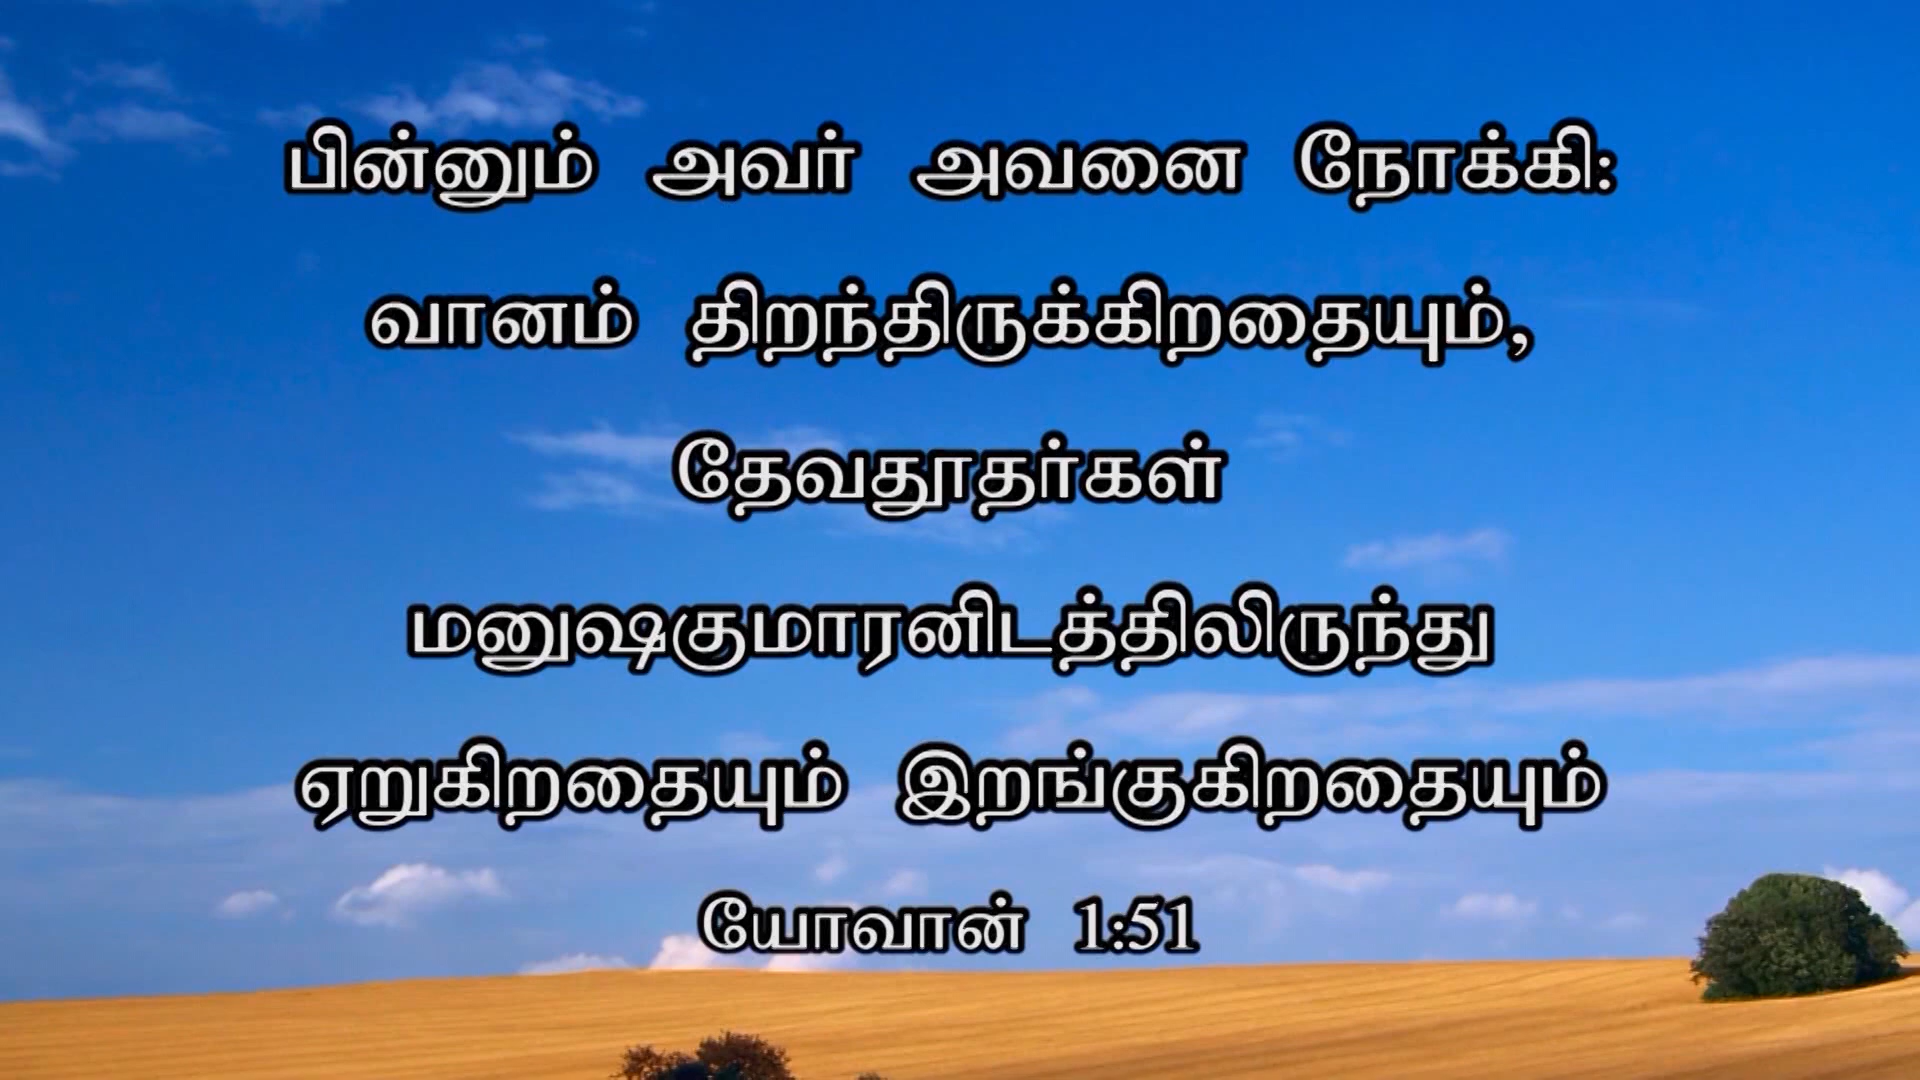 பின்னும் அவர் அவனை நோக்கி:
வானம் திறந்திருக்கிறதையும்,
தேவதூதர்கள்
மனுஷகுமாரனிடத்திலிருந்து
ஏறுகிறதையும் இறங்குகிறதையும்
யோவான் 1:51